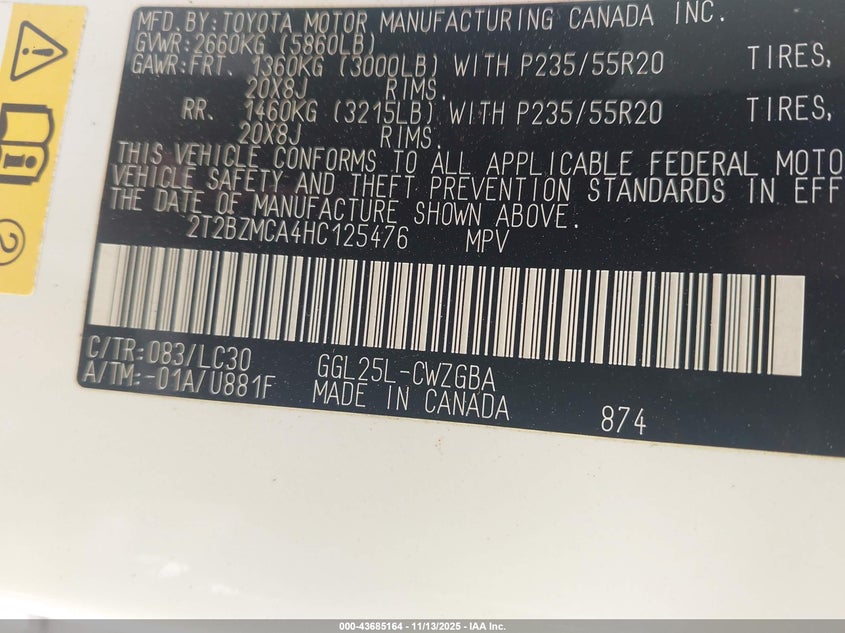 MFD. BY: TOYOTA MOTOR MANUFACTURING CANADA INC.
GVWR: 2660KG (5860LB)
GAWR: FRT. 1360KG (3000LB) WITH P235/55R20 TIRES,
20X8J RIMS.
RR. 1460KG (3215LB) WITH P235/55R20 TIRES,
20X8J RIMS.
THIS VEHICLE CONFORMS TO ALL APPLICABLE FEDERAL MOTO
VEHICLE SAFETY AND THEFT PREVENTION STANDARDS IN EFF
THE DATE OF MANUFACTURE SHOWN ABOVE.
2T2BZMCA4HC125476 MPV
C/TR: 083/LC30 GGL25L-CWZGBA
A/TM: -01A/U881F MADE IN CANADA 874
2
000-43685164 - 11/13/2025 - IAA Inc.